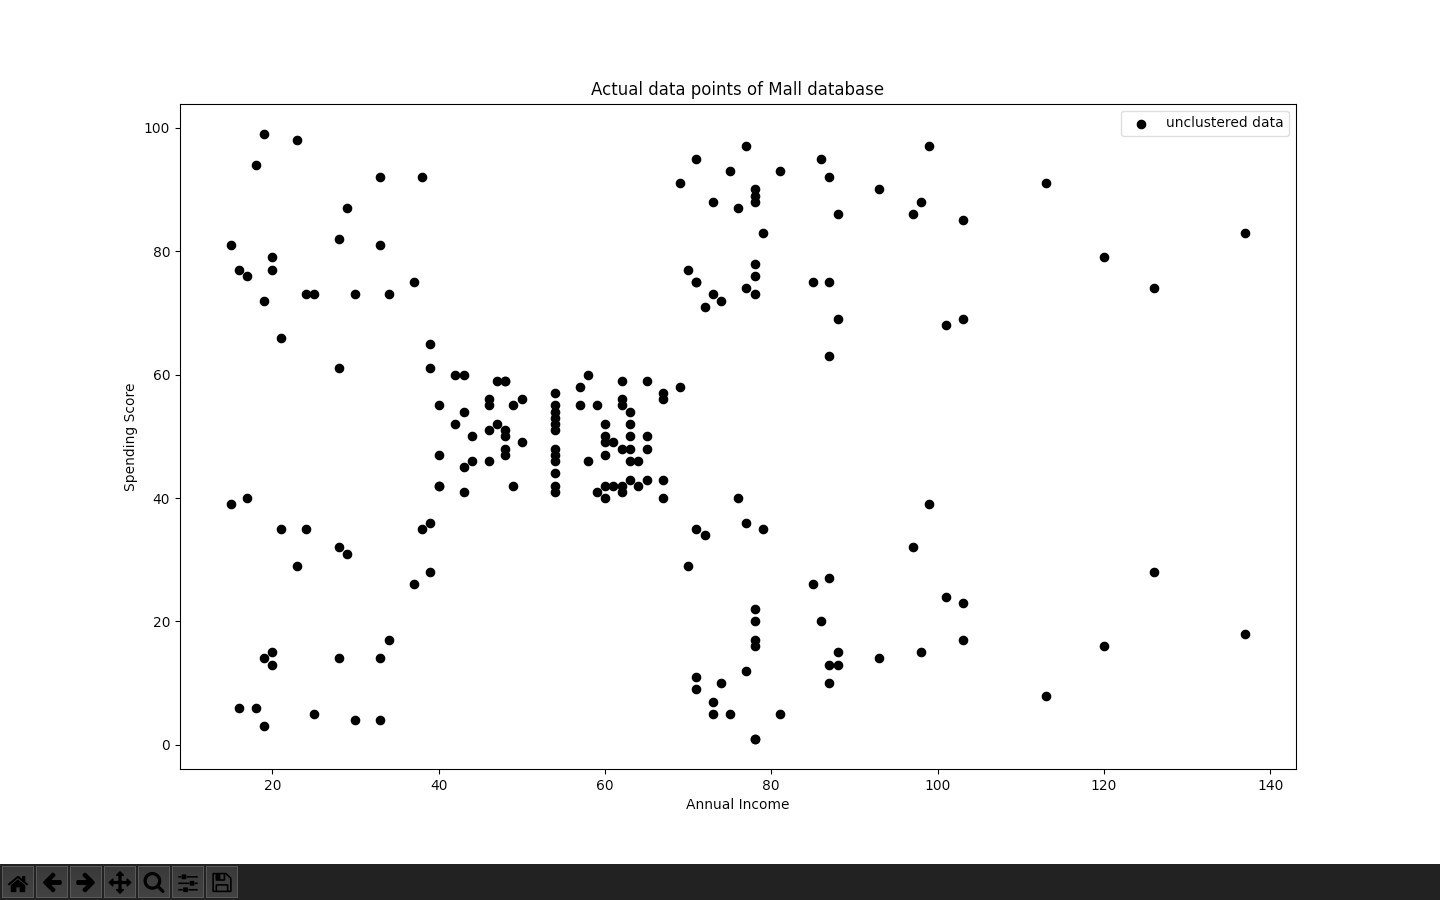 Actual data points of Mall database
unclustered data
100
80
60
40
20
0
Spending Score
20 40 60 80 100 120 140
Annual Income